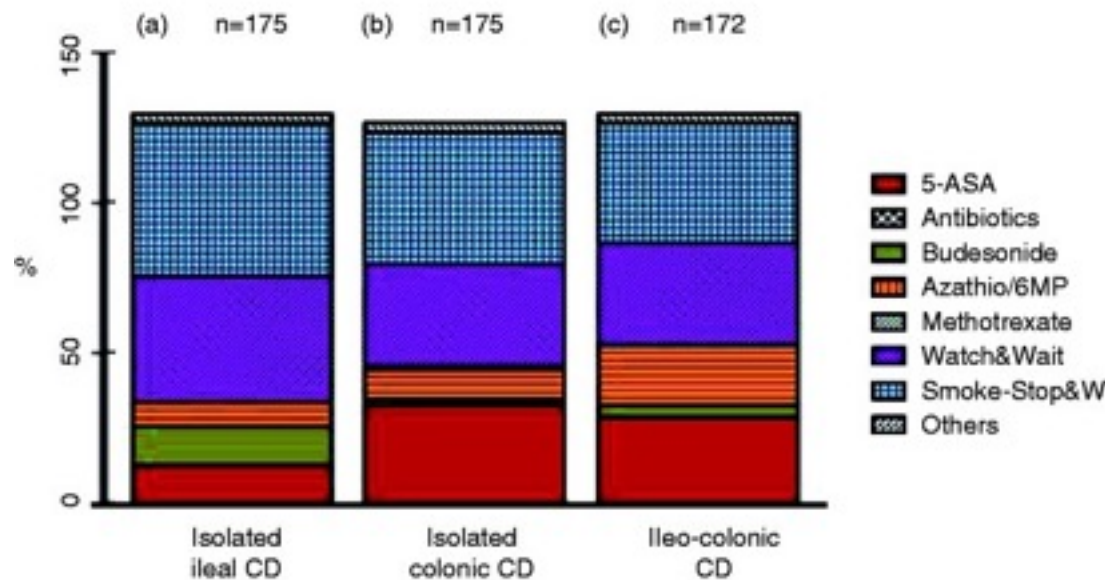 (a) n=175 (b) n=175 (c) n=172
150
100
%
50
0
5-ASA
Antibiotics
Budesonide
Azathio/6MP
Methotrexate
Watch&Wait
Smoke-Stop&W
Others
Isolated
ileal CD
Isolated
colonic CD
Ileo-colonic
CD